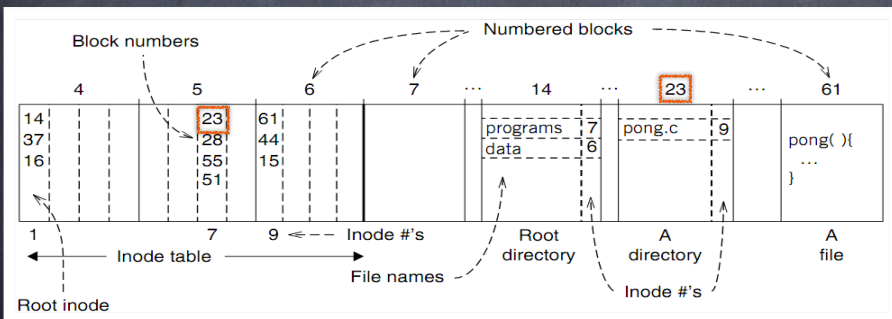 Block numbers
Numbered blocks
4 5 6 7 ... 14 ... 23 ... 61
14 23 61
37 28 44
16 55 15
51
programs 7
data 6
pong.c 9
pong( ){
...
}
1 7 9 Inode #'s
Inode table
Root directory
A directory
A file
File names
Inode #'s
Root inode